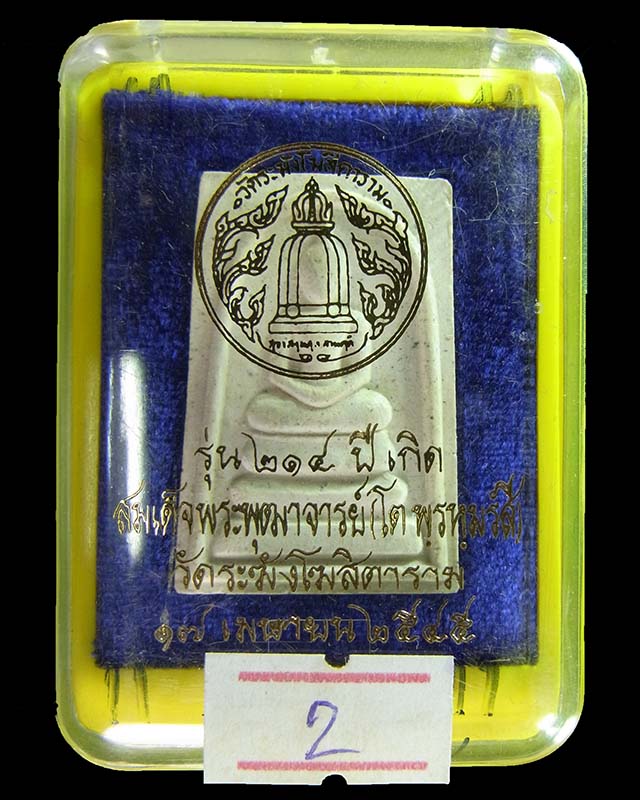 วัดระฆังโฆสิตาราม
รุ่น ๒๑๔ ปี เกิด
สมเด็จพระพุฒาจารย์(โต พฺรหฺมรํสี)
วัดระฆังโฆสิตาราม
๑๗ เมษายน ๒๕๔๕
2